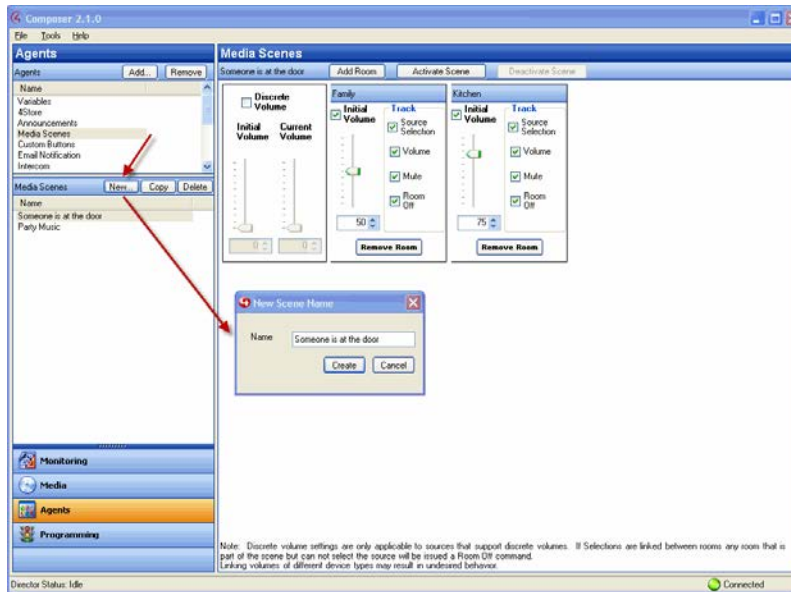 Composer 2.1.0
File Tools Help
Agents
Agents Add... Remove
Name
Variables
4Store
Announcements
Media Scenes
Custom Buttons
Email Notification
Intercom
Media Scenes New... Copy Delete
Name
Someone is at the door
Party Music
Monitoring
Media
Agents
Programming
Media Scenes
Someone is at the door Add Room Activate Scene Deactivate Scene
Discrete Volume
Initial Volume Current Volume
0 0
Family
Initial Volume
Track
Source Selection
Volume
Mute
Room Off
50
Remove Room
Kitchen
Initial Volume
Track
Source Selection
Volume
Mute
Room Off
75
Remove Room
New Scene Name
Name Someone is at the door
Create Cancel
Note: Discrete volume settings are only applicable to sources that support discrete volumes. If Selections are linked between rooms any room that is
part of the scene but can not select the source will be issued a Room Off command.
Linking volumes of different device types may result in undesired behavior.
Director Status: Idle Connected